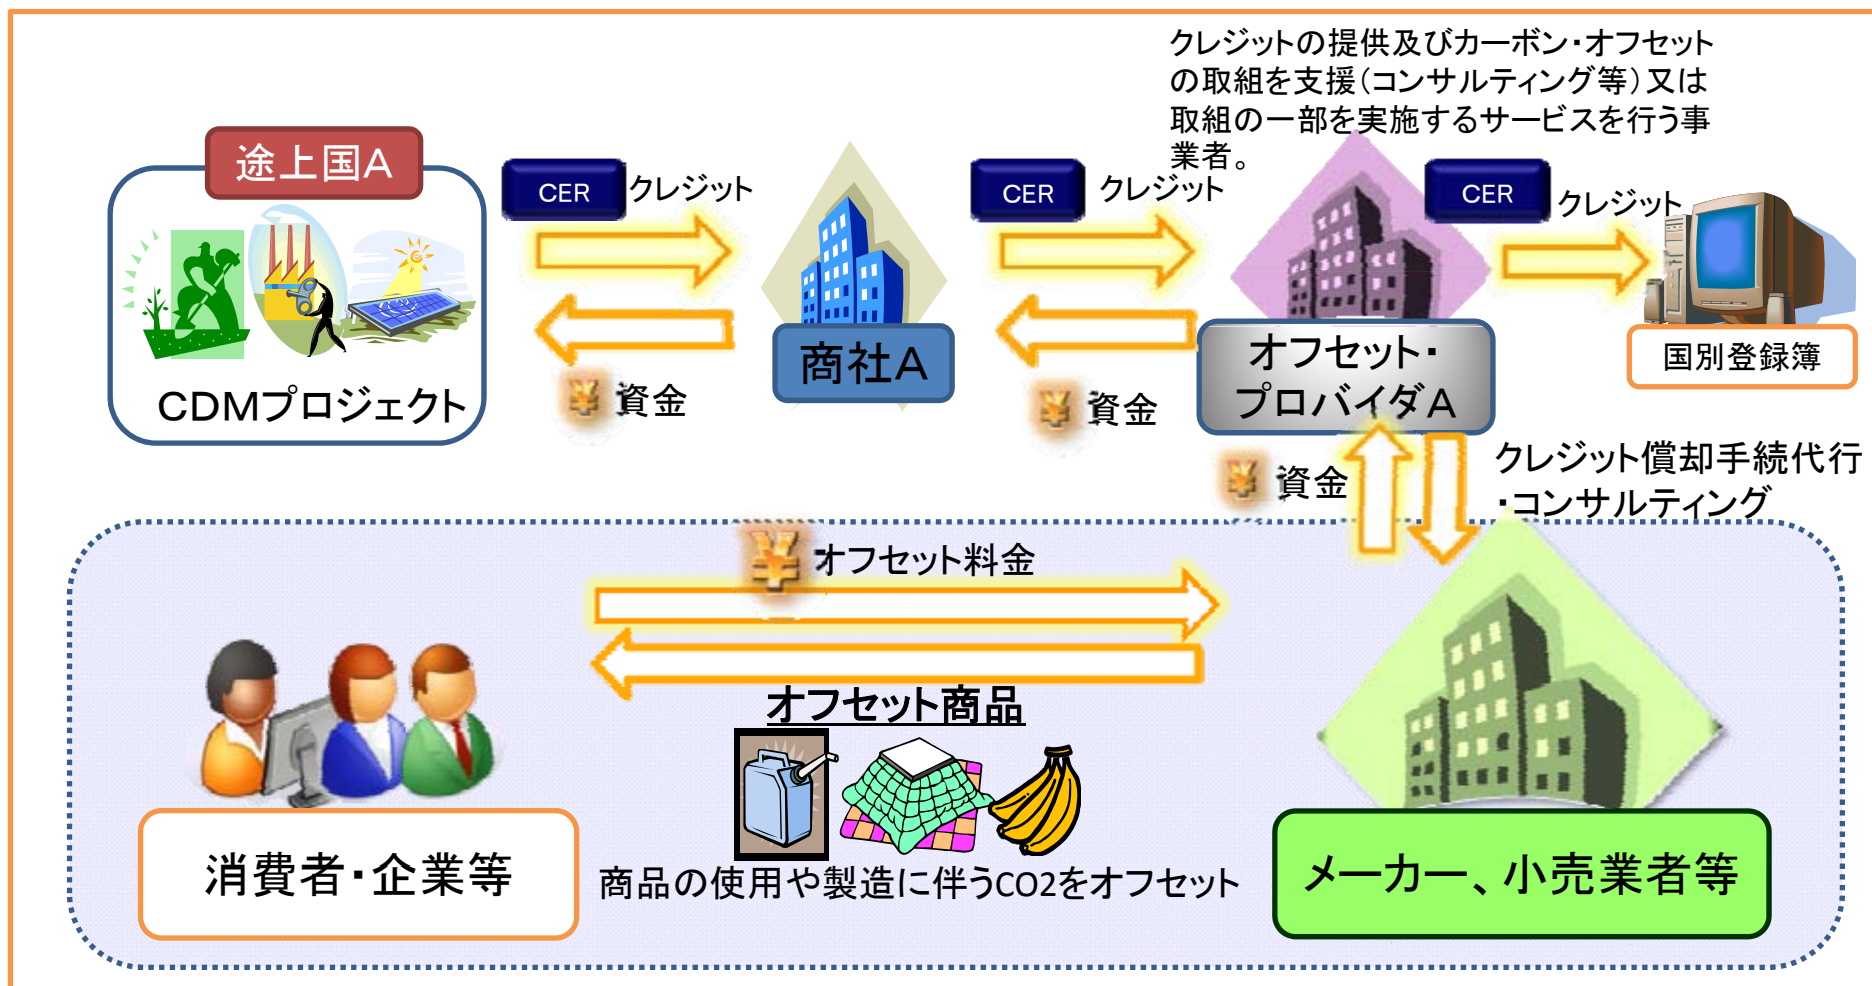 クレジットの提供及びカーボン・オフセット
の取組を支援（コンサルティング等）又は
取組の一部を実施するサービスを行う事
業者。
途上国A
CER
クレジット
CER
クレジット
CER
クレジット
CDMプロジェクト
商社A
オフセット・
プロバイダA
国別登録簿
¥
資金
¥
資金
¥
資金
クレジット償却手続代行
・コンサルティング
¥
オフセット料金
オフセット商品
商品の使用や製造に伴うCO2をオフセット
消費者・企業等
メーカー、小売業者等